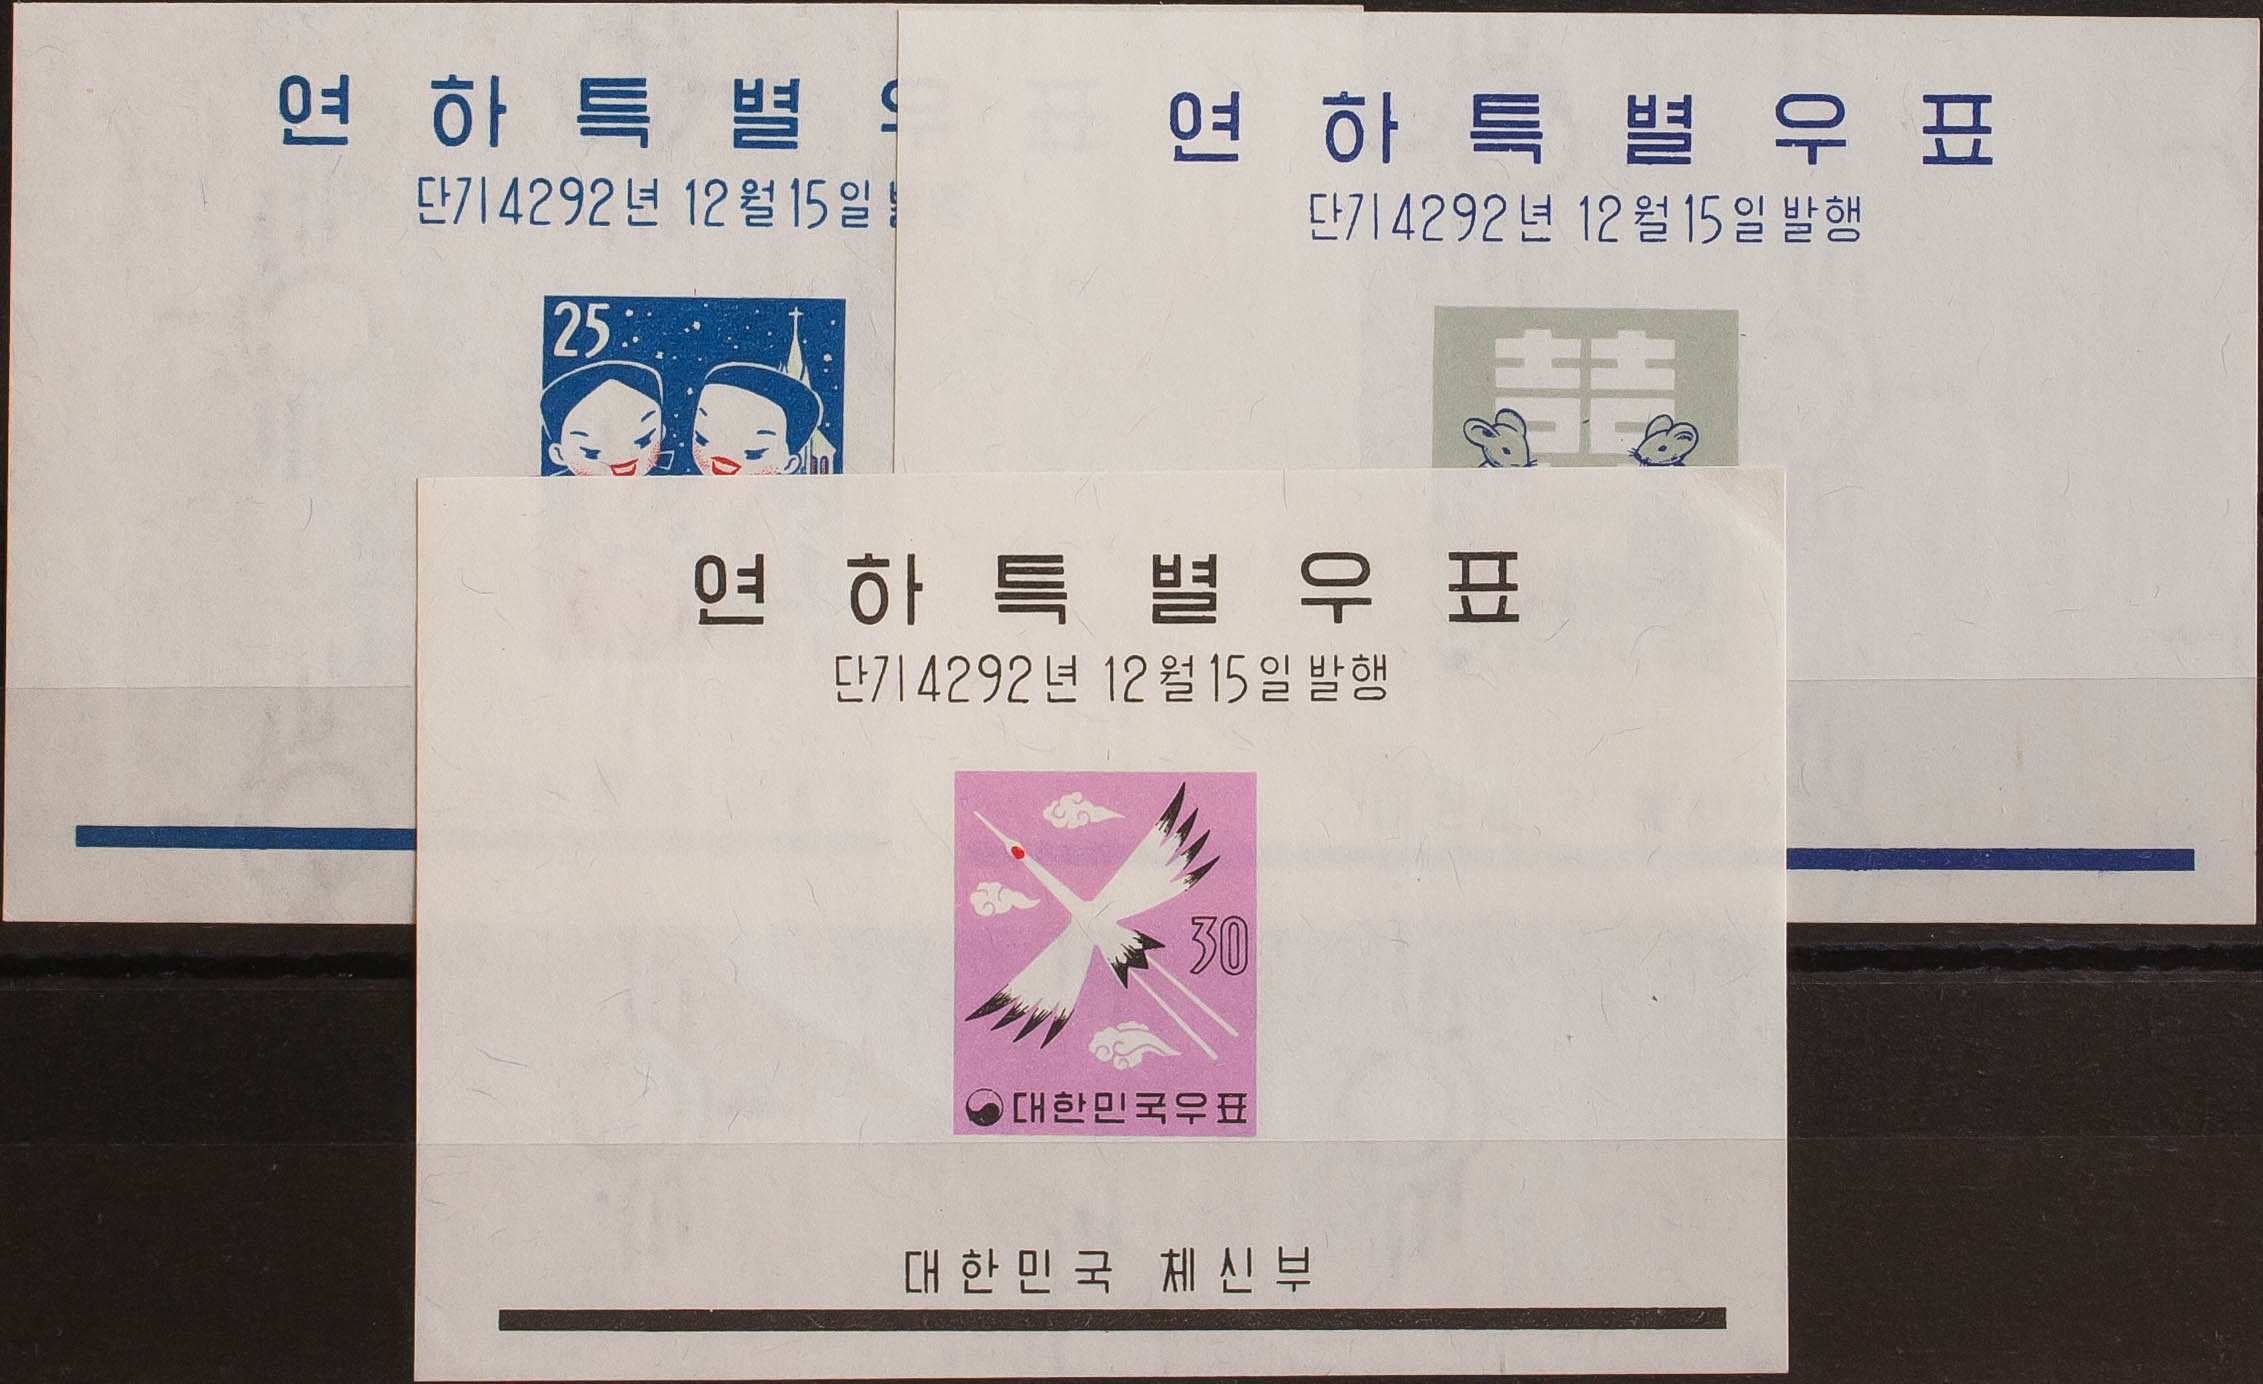 연하특별
단기4292년 12월15일
25
연하특별우표
단기4292년 12월15일발행
囍
연하특별우표
단기4292년 12월15일발행
30
대한민국우표
대한민국 체신부